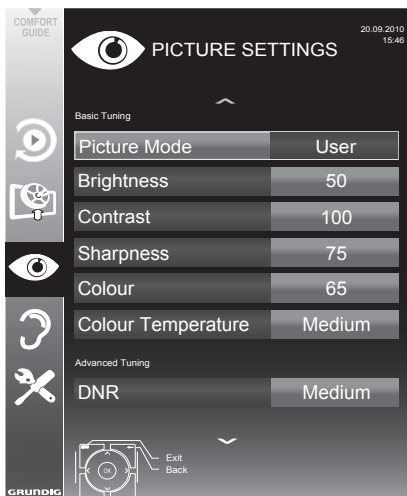 COMFORT
GUIDE
PICTURE SETTINGS
20.09.2010
15:46
Basic Tuning
Picture Mode User
Brightness 50
Contrast 100
Sharpness 75
Colour 65
Colour Temperature Medium
Advanced Tuning
DNR Medium
Exit
Back
OK
GRUNDIG